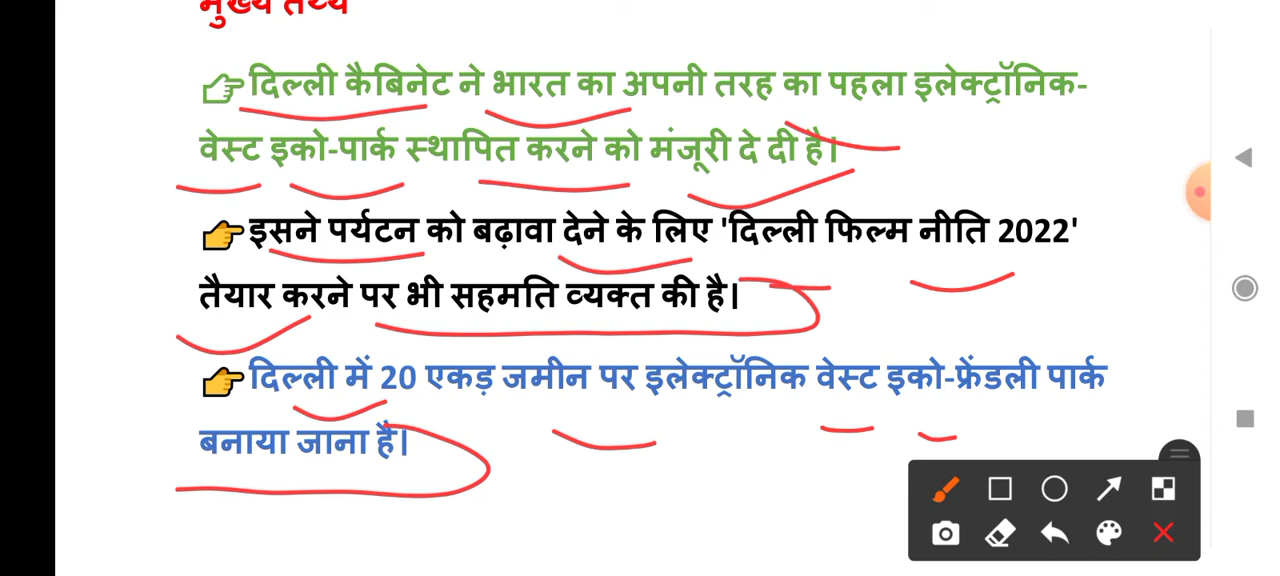 मुख्य तथ्य
👉दिल्ली कैबिनेट ने भारत का अपनी तरह का पहला इलेक्ट्रॉनिक-
वेस्ट इको-पार्क स्थापित करने को मंजूरी दे दी है।
👉इसने पर्यटन को बढ़ावा देने के लिए 'दिल्ली फिल्म नीति 2022'
तैयार करने पर भी सहमति व्यक्त की है।
👉दिल्ली में 20 एकड़ जमीन पर इलेक्ट्रॉनिक वेस्ट इको-फ्रेंडली पार्क
बनाया जाना है।